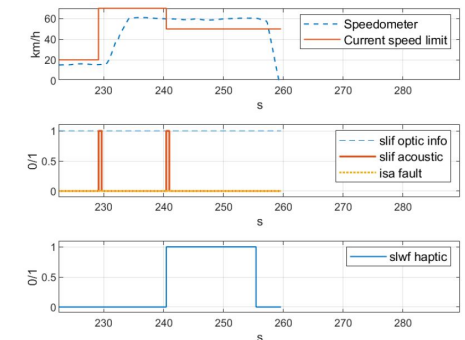 60
40
20
0
km/h
Speedometer
Current speed limit
230 240 250 260 270 280
s
1
0.5
0
0/1
slif optic info
slif acoustic
isa fault
230 240 250 260 270 280
s
1
0.5
0
0/1
slwf haptic
230 240 250 260 270 280
s